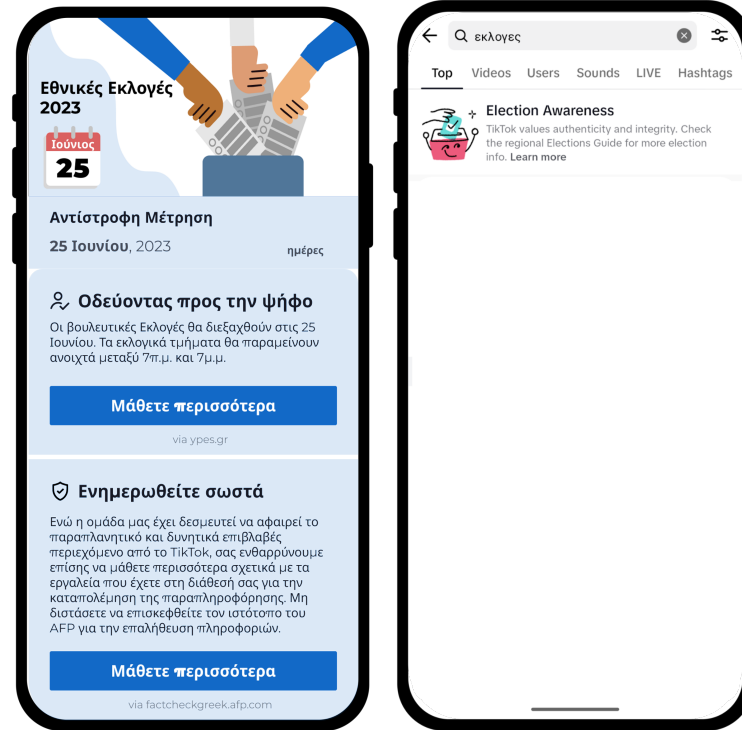 Εθνικές Εκλογές
2023
Ιούνιος
25
Αντίστροφη Μέτρηση
25 Ιουνίου, 2023
ημέρες
Οδεύοντας προς την ψήφο
Οι βουλευτικές Εκλογές θα διεξαχθούν στις 25
Ιουνίου. Τα εκλογικά τμήματα θα παραμείνουν
ανοιχτά μεταξύ 7π.μ. και 7μ.μ.
Μάθετε περισσότερα
via ypes.gr
Ενημερωθείτε σωστά
Ενώ η ομάδα μας έχει δεσμευτεί να αφαιρεί το
παραπλανητικό και δυνητικά επιβλαβές
περιεχόμενο από το TikTok, σας ενθαρρύνουμε
επίσης να μάθετε περισσότερα σχετικά με τα
εργαλεία που έχετε στη διάθεσή σας για την
καταπολέμηση της παραπληροφόρησης. Μη
διστάσετε να επισκεφθείτε τον ιστότοπο του
AFP για την επαλήθευση πληροφοριών.
Μάθετε περισσότερα
via factcheckgreek.afp.com
εκλογες
Top Videos Users Sounds LIVE Hashtags
Election Awareness
TikTok values authenticity and integrity. Check
the regional Elections Guide for more election
info. Learn more